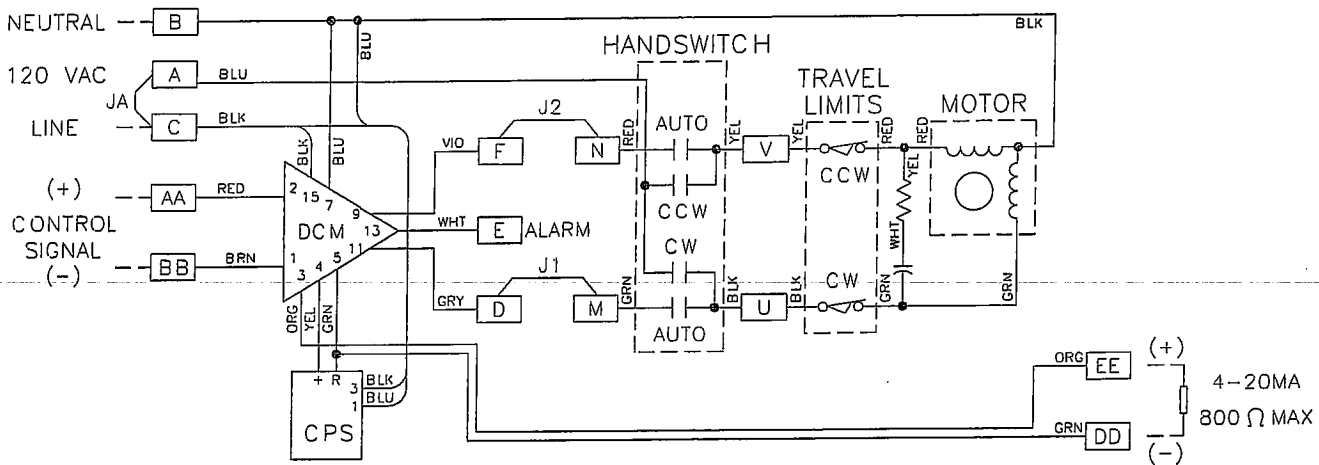 NEUTRAL
B
BLK
BLU
HANDSWITCH
120 VAC
A
BLU
JA
TRAVEL
LIMITS
MOTOR
LINE
C
BLK
BLK
BLU
J2
AUTO
VIO
F
N
RED
YEL
V
YEL
RED
RED
YEL
CCW
CCW
(+)
AA
RED
2
15
7
9
CONTROL
SIGNAL
DCM
13
WHT
E
ALARM
11
(-)
BB
BRN
1
3
4
5
CW
CW
WHT
J1
GRY
D
M
GRN
BLK
U
BLK
GRN
GRN
AUTO
ORG
YEL
GRN
+
R
3
BLK
1
BLU
CPS
ORG
EE
(+)
4-20MA
800 Ω MAX
GRN
DD
(-)